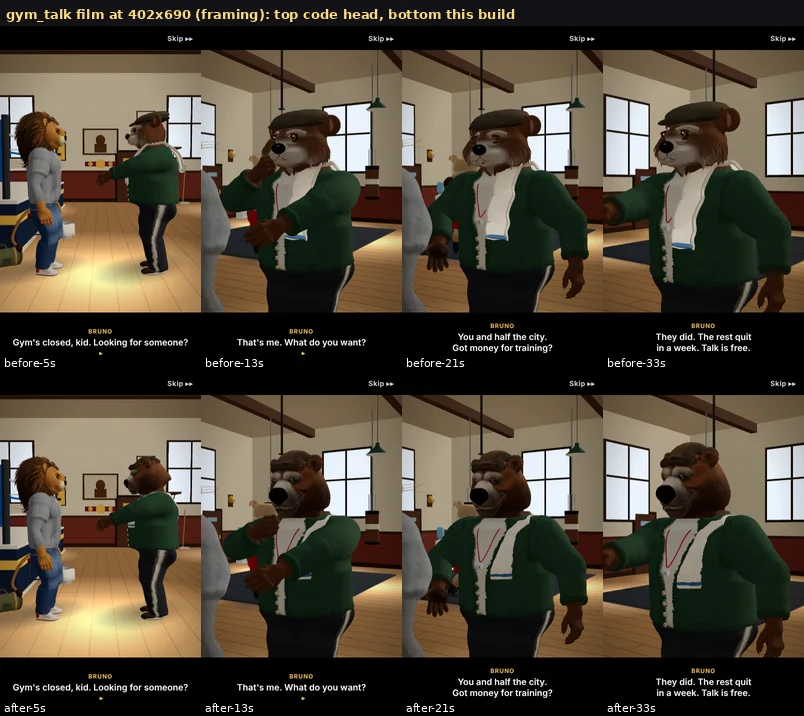 gym_talk film at 402x690 (framing): top code head, bottom this build
Skip ▸▸
Skip ▸▸
Skip ▸▸
Skip ▸▸
BRUNO
Gym's closed, kid. Looking for someone?
before-5s
BRUNO
That's me. What do you want?
before-13s
BRUNO
You and half the city.
Got money for training?
before-21s
BRUNO
They did. The rest quit
in a week. Talk is free.
before-33s
Skip ▸▸
Skip ▸▸
Skip ▸▸
Skip ▸▸
BRUNO
Gym's closed, kid. Looking for someone?
after-5s
BRUNO
That's me. What do you want?
after-13s
BRUNO
You and half the city.
Got money for training?
after-21s
BRUNO
They did. The rest quit
in a week. Talk is free.
after-33s